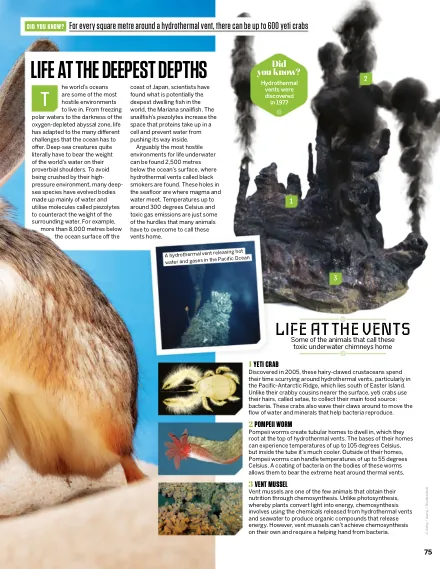 DID YOU KNOW? For every square metre around a hydrothermal vent, there can be up to 600 yeti crabs
LIFE AT THE DEEPEST DEPTHS
The world's oceans
are some of the most
hostile environments
to live in. From freezing
polar waters to the darkness of the
oxygen-depleted abyssal zone, life
has adapted to the many different
challenges that the ocean has to
offer. Deep-sea creatures quite
literally have to bear the weight
of the world's water on their
proverbial shoulders. To avoid
being crushed by their high-
pressure environment, many deep-
sea species have evolved bodies
made up mainly of water and
utilise molecules called piezolytes
to counteract the weight of the
surrounding water. For example,
more than 8,000 metres below
the ocean surface off the
coast of Japan, scientists have
found what is potentially the
deepest dwelling fish in the
world, the Mariana snailfish. The
snailfish's piezolytes increase the
space that proteins take up in a
cell and prevent water from
pushing its way inside.
Arguably the most hostile
environments for life underwater
can be found 2,500 metres
below the ocean's surface, where
hydrothermal vents called black
smokers are found. These holes in
the seafloor are where magma and
water meet. Temperatures up to
around 300 degrees Celsius and
toxic gas emissions are just some
of the hurdles that many animals
have to overcome to call these
vents home.
Did
you know?
Hydrothermal
vents were
discovered
in 1977
2
1
3
A hydrothermal vent releasing hot
water and gases in the Pacific Ocean
LIFE AT THE VENTS
Some of the animals that call these
toxic underwater chimneys home
1 YETI CRAB
Discovered in 2005, these hairy-clawed crustaceans spend
their time scurrying around hydrothermal vents, particularly in
the Pacific-Antarctic Ridge, which lies south of Easter Island.
Unlike their crabby cousins nearer the surface, yeti crabs use
their hairs, called setae, to collect their main food source:
bacteria. These crabs also wave their claws around to move the
flow of water and minerals that help bacteria reproduce.
2 POMPEII WORM
Pompeii worms create tubular homes to dwell in, which they
root at the top of hydrothermal vents. The bases of their homes
can experience temperatures of up to 105 degrees Celsius,
but inside the tube it's much cooler. Outside of their homes,
Pompeii worms can handle temperatures of up to 55 degrees
Celsius. A coating of bacteria on the bodies of these worms
allows them to bear the extreme heat around thermal vents.
3 VENT MUSSEL
Vent mussels are one of the few animals that obtain their
nutrition through chemosynthesis. Unlike photosynthesis,
whereby plants convert light into energy, chemosynthesis
involves using the chemicals released from hydrothermal vents
and seawater to produce organic compounds that release
energy. However, vent mussels can't achieve chemosynthesis
on their own and require a helping hand from bacteria.
75